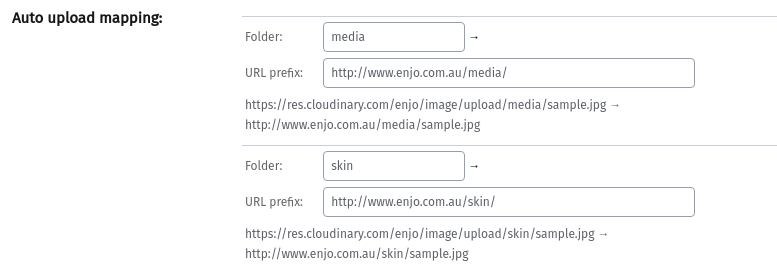 Auto upload mapping:
Folder: media →
URL prefix: http://www.enjo.com.au/media/
https://res.cloudinary.com/enjo/image/upload/media/sample.jpg →
http://www.enjo.com.au/media/sample.jpg
Folder: skin →
URL prefix: http://www.enjo.com.au/skin/
https://res.cloudinary.com/enjo/image/upload/skin/sample.jpg →
http://www.enjo.com.au/skin/sample.jpg